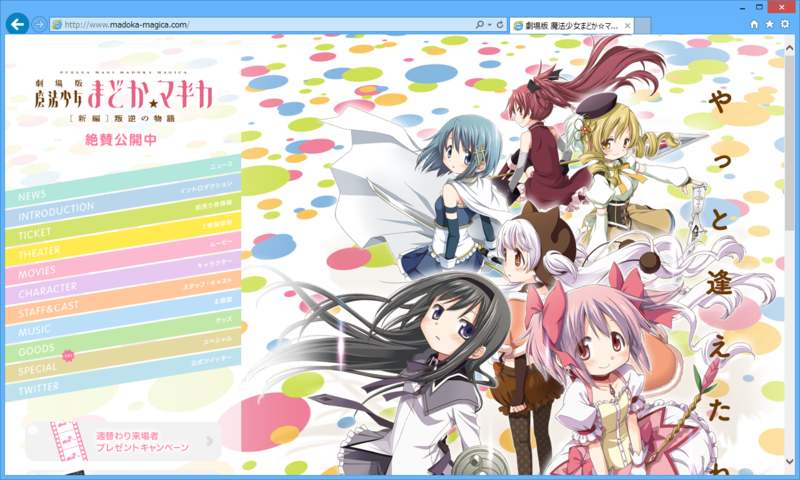 http://www.madoka-magica.com/
劇場版 魔法少女まどか☆マ...
PUELLA MAGI MADOKA MAGICA
劇場版
魔法少女まどか★マギカ
[新編]叛逆の物語
絶賛公開中
NEWS ニュース
INTRODUCTION イントロダクション
TICKET 前売り券情報
THEATER 上映館情報
MOVIES ムービー
CHARACTER キャラクター
STAFF&CAST スタッフ・キャスト
MUSIC 主題歌
GOODS グッズ
SPECIAL スペシャル
TWITTER 公式ツイッター
週替わり来場者
プレゼントキャンペーン
やっと逢えたわ